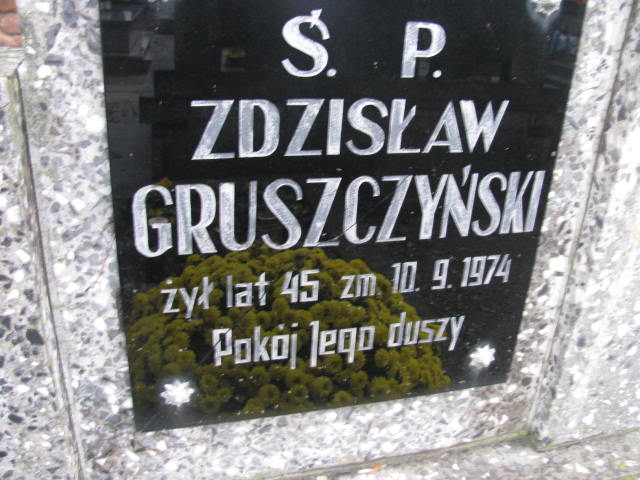 Ś. P.
ZDZISŁAW
GRUSZCZYŃSKI
żył lat 45 zm 10. 9. 1974
Pokój Jego duszy